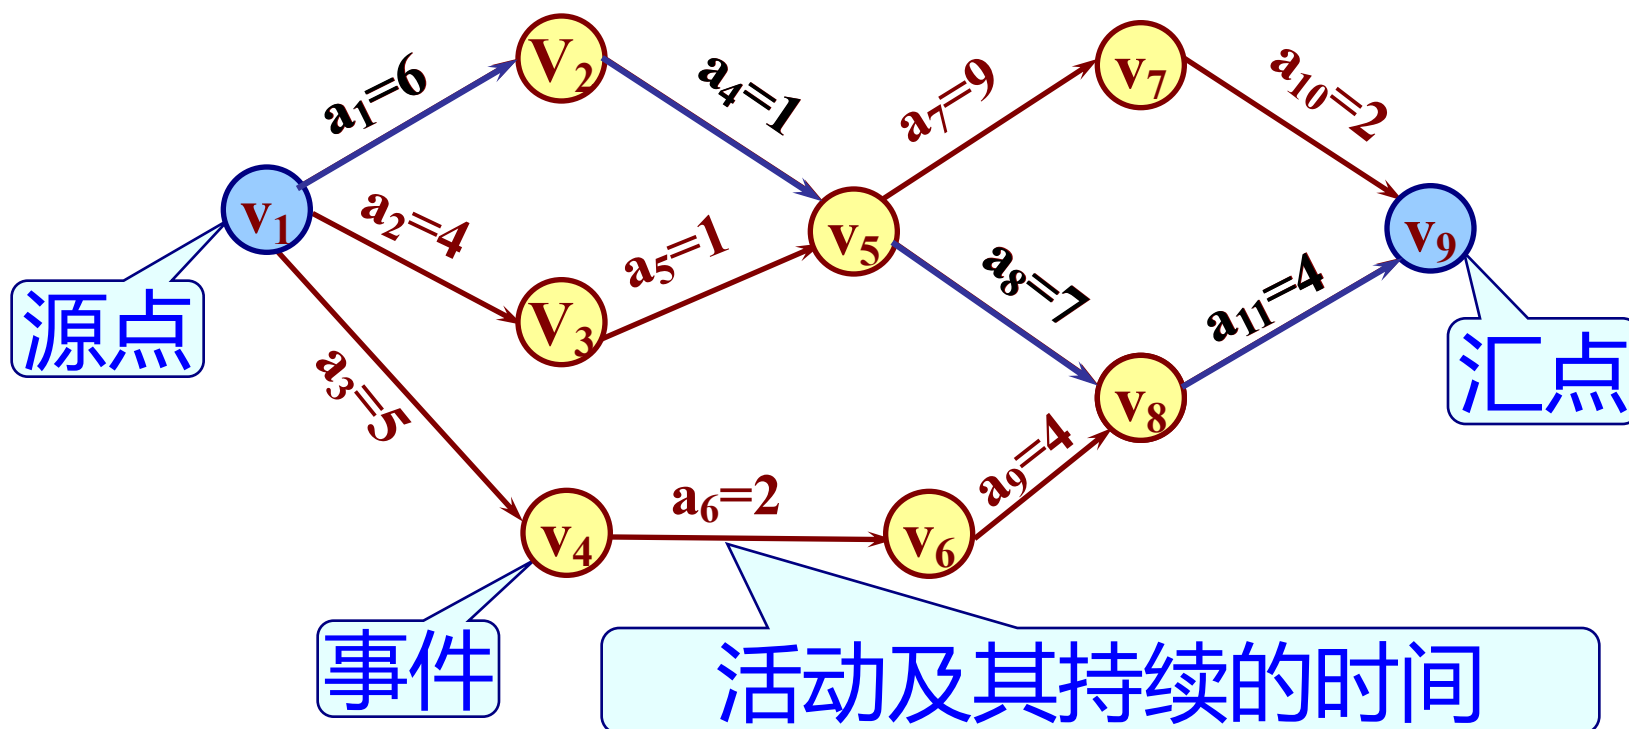 V₂
a₁=6
a₄=1
v₇
a₇=9
a₁₀=2
v₁
a₂=4
a₅=1
v₅
v₉
源点
V₃
a₈=7
a₁₁=4
汇点
a₃=5
v₈
a₉=4
a₆=2
v₄
v₆
事件
活动及其持续的时间